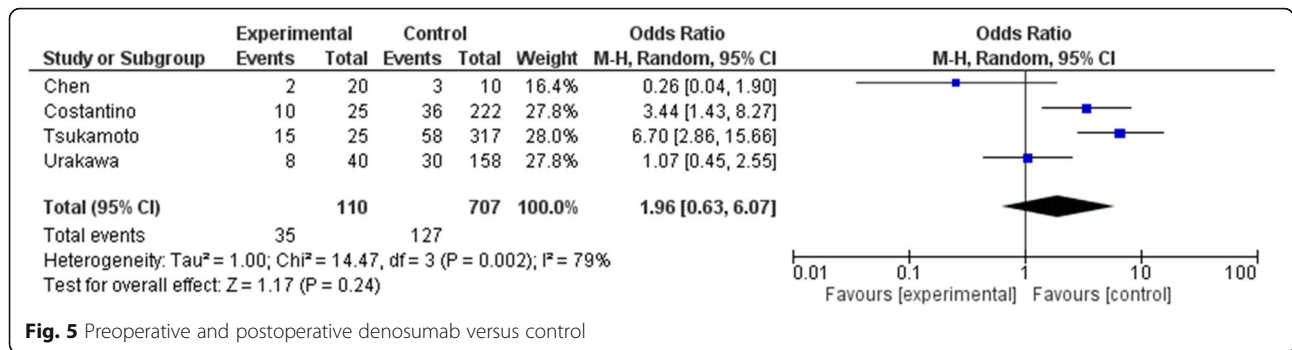 Experimental Control Odds Ratio Odds Ratio
Study or Subgroup Events Total Events Total Weight M-H, Random, 95% CI M-H, Random, 95% CI
Chen 2 20 3 10 16.4% 0.26 [0.04, 1.90]
Costantino 10 25 36 222 27.8% 3.44 [1.43, 8.27]
Tsukamoto 15 25 58 317 28.0% 6.70 [2.86, 15.66]
Urakawa 8 40 30 158 27.8% 1.07 [0.45, 2.55]
Total (95% CI) 110 707 100.0% 1.96 [0.63, 6.07]
Total events 35 127
Heterogeneity: Tau² = 1.00; Chi² = 14.47, df = 3 (P = 0.002); I² = 79%
Test for overall effect: Z = 1.17 (P = 0.24)
0.01 0.1 1 10 100
Favours [experimental] Favours [control]
Fig. 5 Preoperative and postoperative denosumab versus control